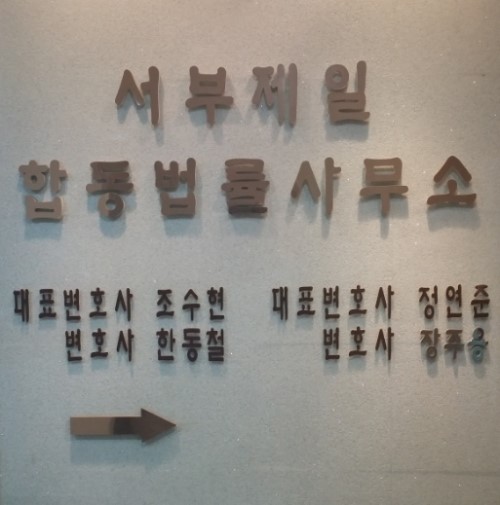 서부제일
합동법률사무소
대표변호사 조수현 대표변호사 정연준
변호사 한동철 변호사 장주용